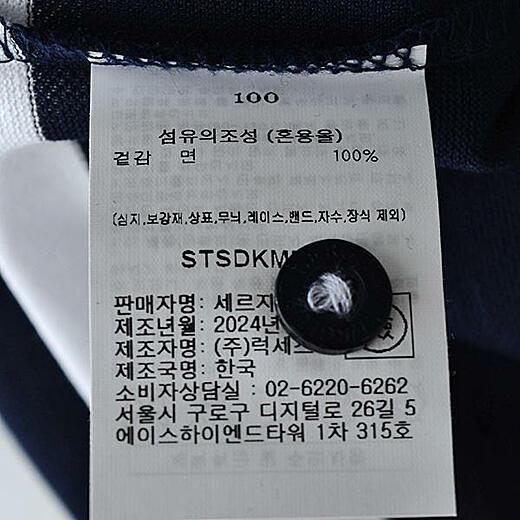 100
섬유의조성 (혼용율)
겉감 면 100%
(심지,보강재,상표,무늬,레이스,밴드,자수,장식 제외)
STSDKM
판매자명: 세르지
제조년월: 2024년
제조자명: (주)럭세
제조국명: 한국
소비자상담실 : 02-6220-6262
서울시 구로구 디지털로 26길 5
에이스하이엔드타워 1차 315호